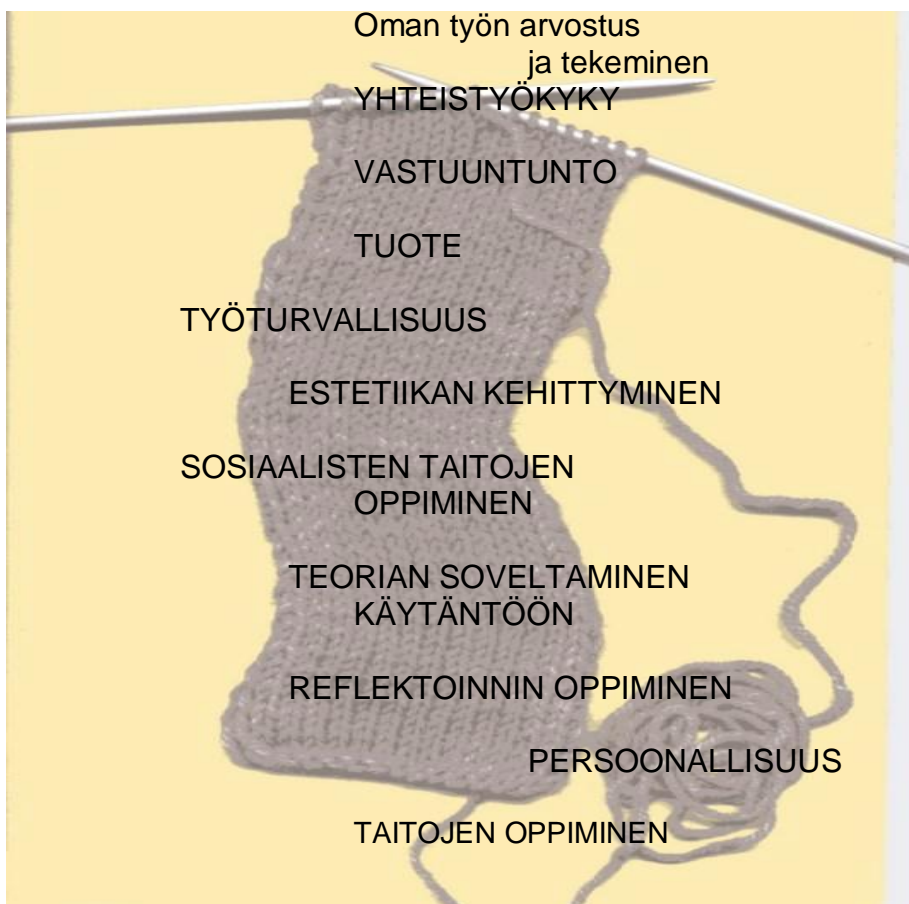 Oman työn arvostus
ja tekeminen
YHTEISTYÖKYKY
VASTUUNTUNTO
TUOTE
TYÖTURVALLISUUS
ESTETIIKAN KEHITTYMINEN
SOSIAALISTEN TAITOJEN
OPPIMINEN
TEORIAN SOVELTAMINEN
KÄYTÄNTÖÖN
REFLEKTOINNIN OPPIMINEN
PERSOONALLISUUS
TAITOJEN OPPIMINEN